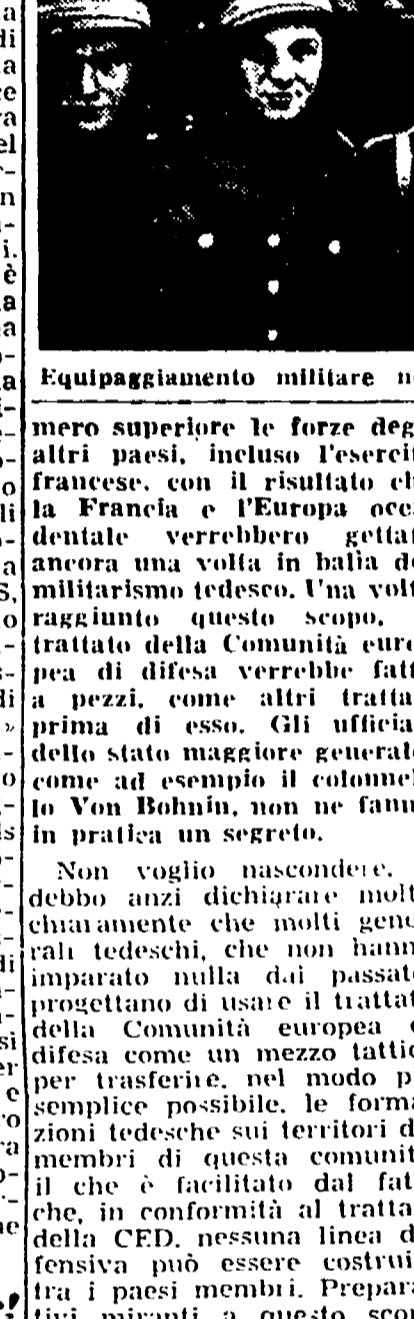 Equipaggiamento militare n
mero superiore le forze deg
altri paesi, incluso l'esercit
francese, con il risultato ch
la Francia e l'Europa occi
dentale verrebbero gettat
ancora una volta in balìa de
militarismo tedesco. Una volt
raggiunto questo scopo,
trattato della Comunità euro
pea di difesa verrebbe fatt
a pezzi, come altri tratta
prima di esso. Gli ufficia
dello stato maggiore general
come ad esempio il colonnel
lo Von Bohnin, non ne fann
in pratica un segreto.
Non voglio nascondere,
debbo anzi dichiarare molt
chiaramente che molti gene
rali tedeschi, che non hann
imparato nulla dal passat
progettano di usare il trattat
della Comunità europea d
difesa come un mezzo tattic
per trasferire, nel modo pi
semplice possibile, le forma
zioni tedesche sui territori d
membri di questa comunit
il che è facilitato dal fat
che, in conformità al tratta
della CED, nessuna linea d
fensiva può essere costrui
tra i paesi membri. Prepara
tivi miranti a questo scop